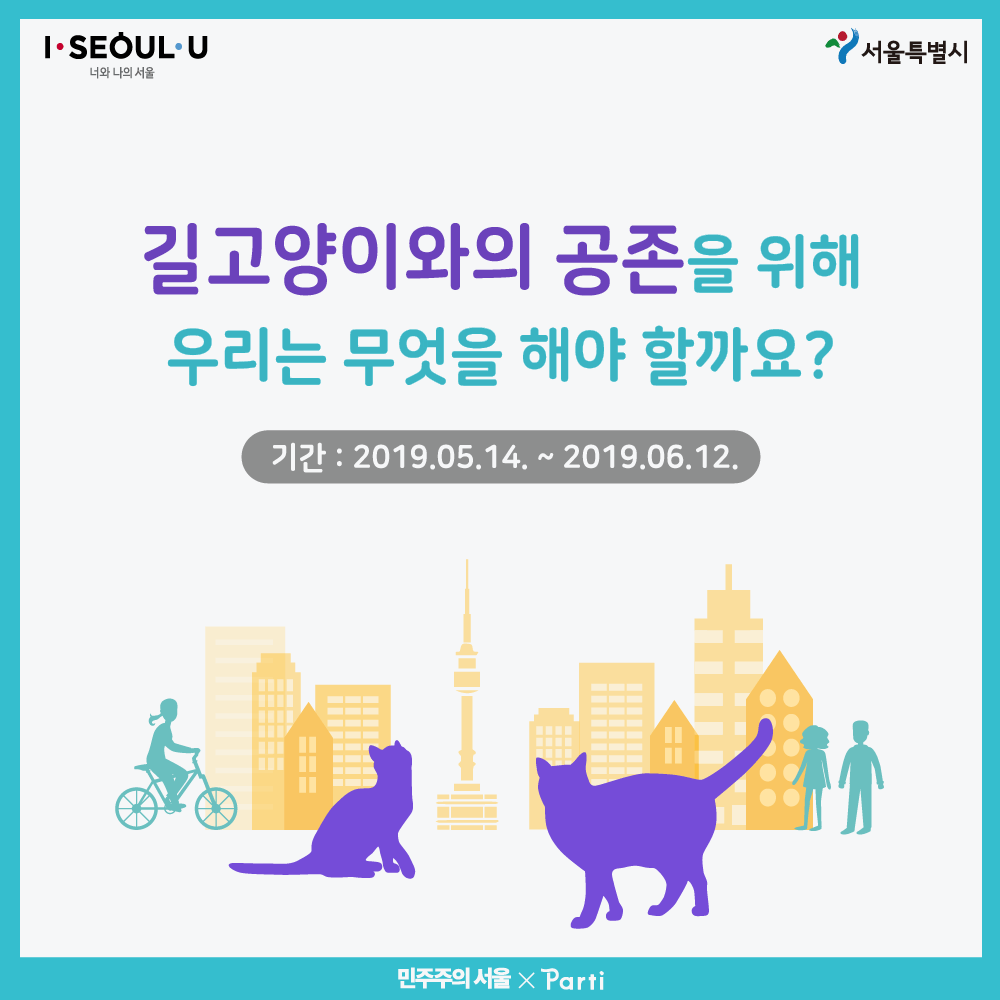 I·SEOUL·U
너와 나의 서울
서울특별시
길고양이와의 공존을 위해
우리는 무엇을 해야 할까요?
기간 : 2019.05.14. ~ 2019.06.12.
민주주의 서울 × Parti